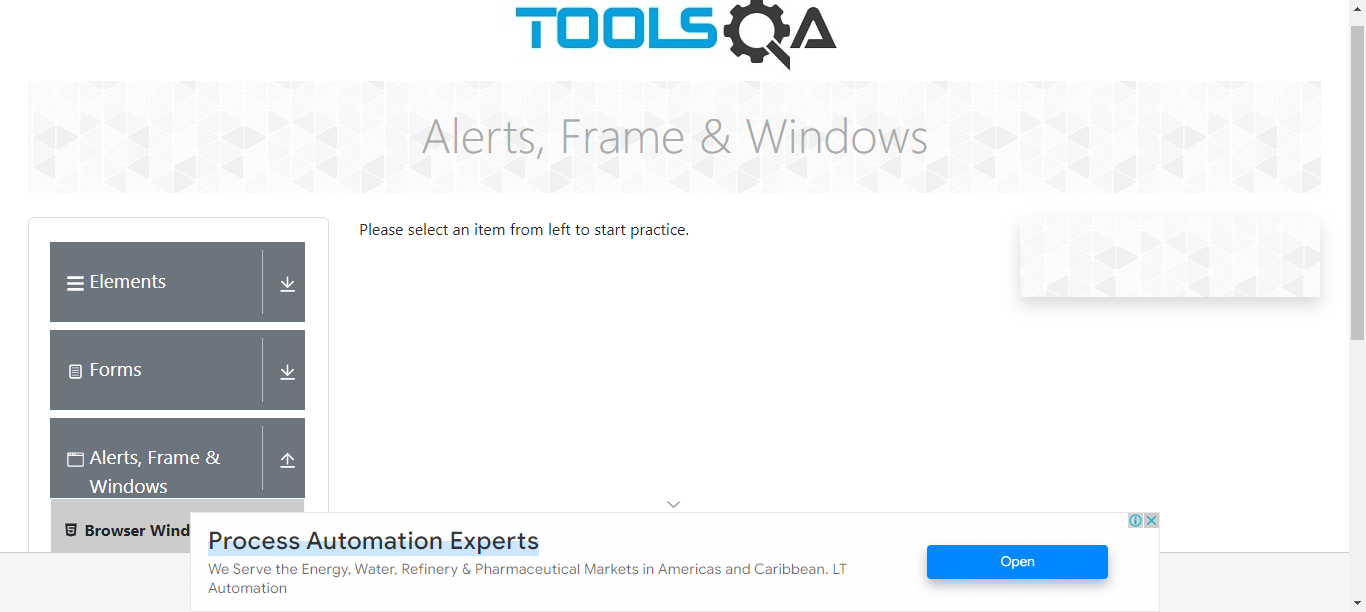 TOOLSQA
Alerts, Frame & Windows
Please select an item from left to start practice.
Elements
Forms
Alerts, Frame &
Windows
Browser Wind
Process Automation Experts
We Serve the Energy, Water, Refinery & Pharmaceutical Markets in Americas and Caribbean. LT
Automation
Open